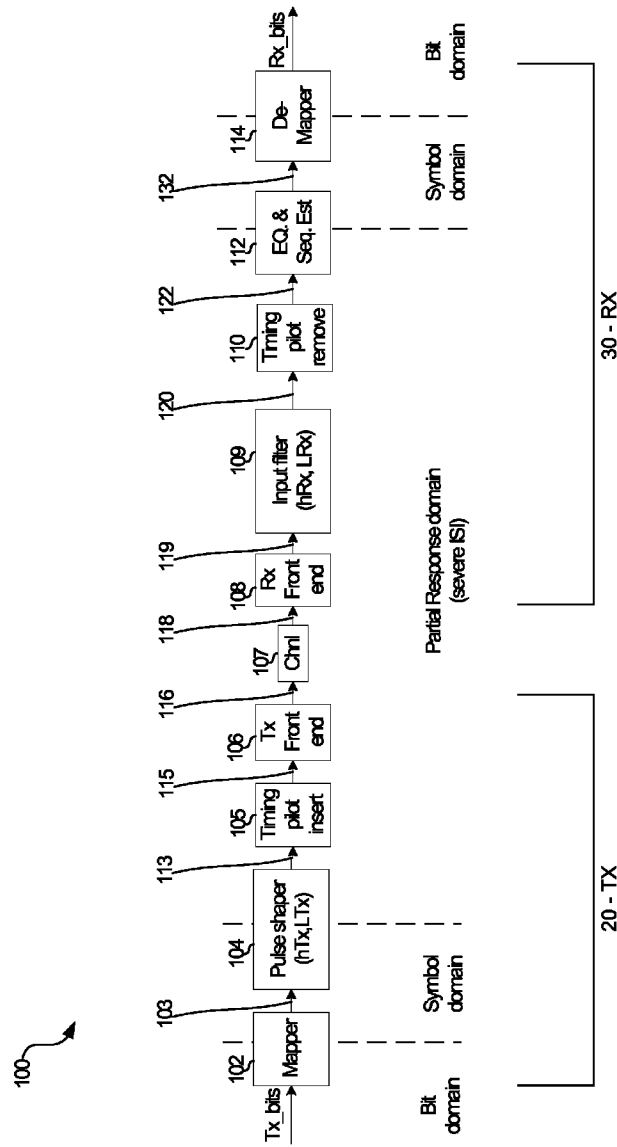 100
Tx_bits
102
Mapper
103
104
Pulse shaper
(hTx,LTx)
113
105
Timing
pilot
insert
115
106
Tx
Front
end
116
107
Chnl
118
108
Rx
Front
end
119
109
Input filter
(hRx, LRx)
120
110
Timing
pilot
remove
122
112
EQ. &
Seq. Est
132
114
De-
Mapper
Rx_bits
Bit
domain
Symbol
domain
Partial Response domain
(severe ISI)
Symbol
domain
Bit
domain
20 - TX
30 - RX